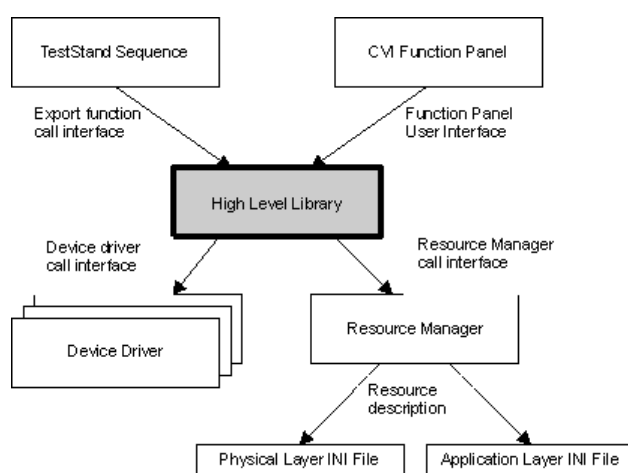 TestStand Sequence
CVI Function Panel
Export function
call interface
Function Panel
User Interface
High Level Library
Device driver
call interface
Resource Manager
call interface
Device Driver
Resource Manager
Resource
description
Physical Layer INI File
Application Layer INI File